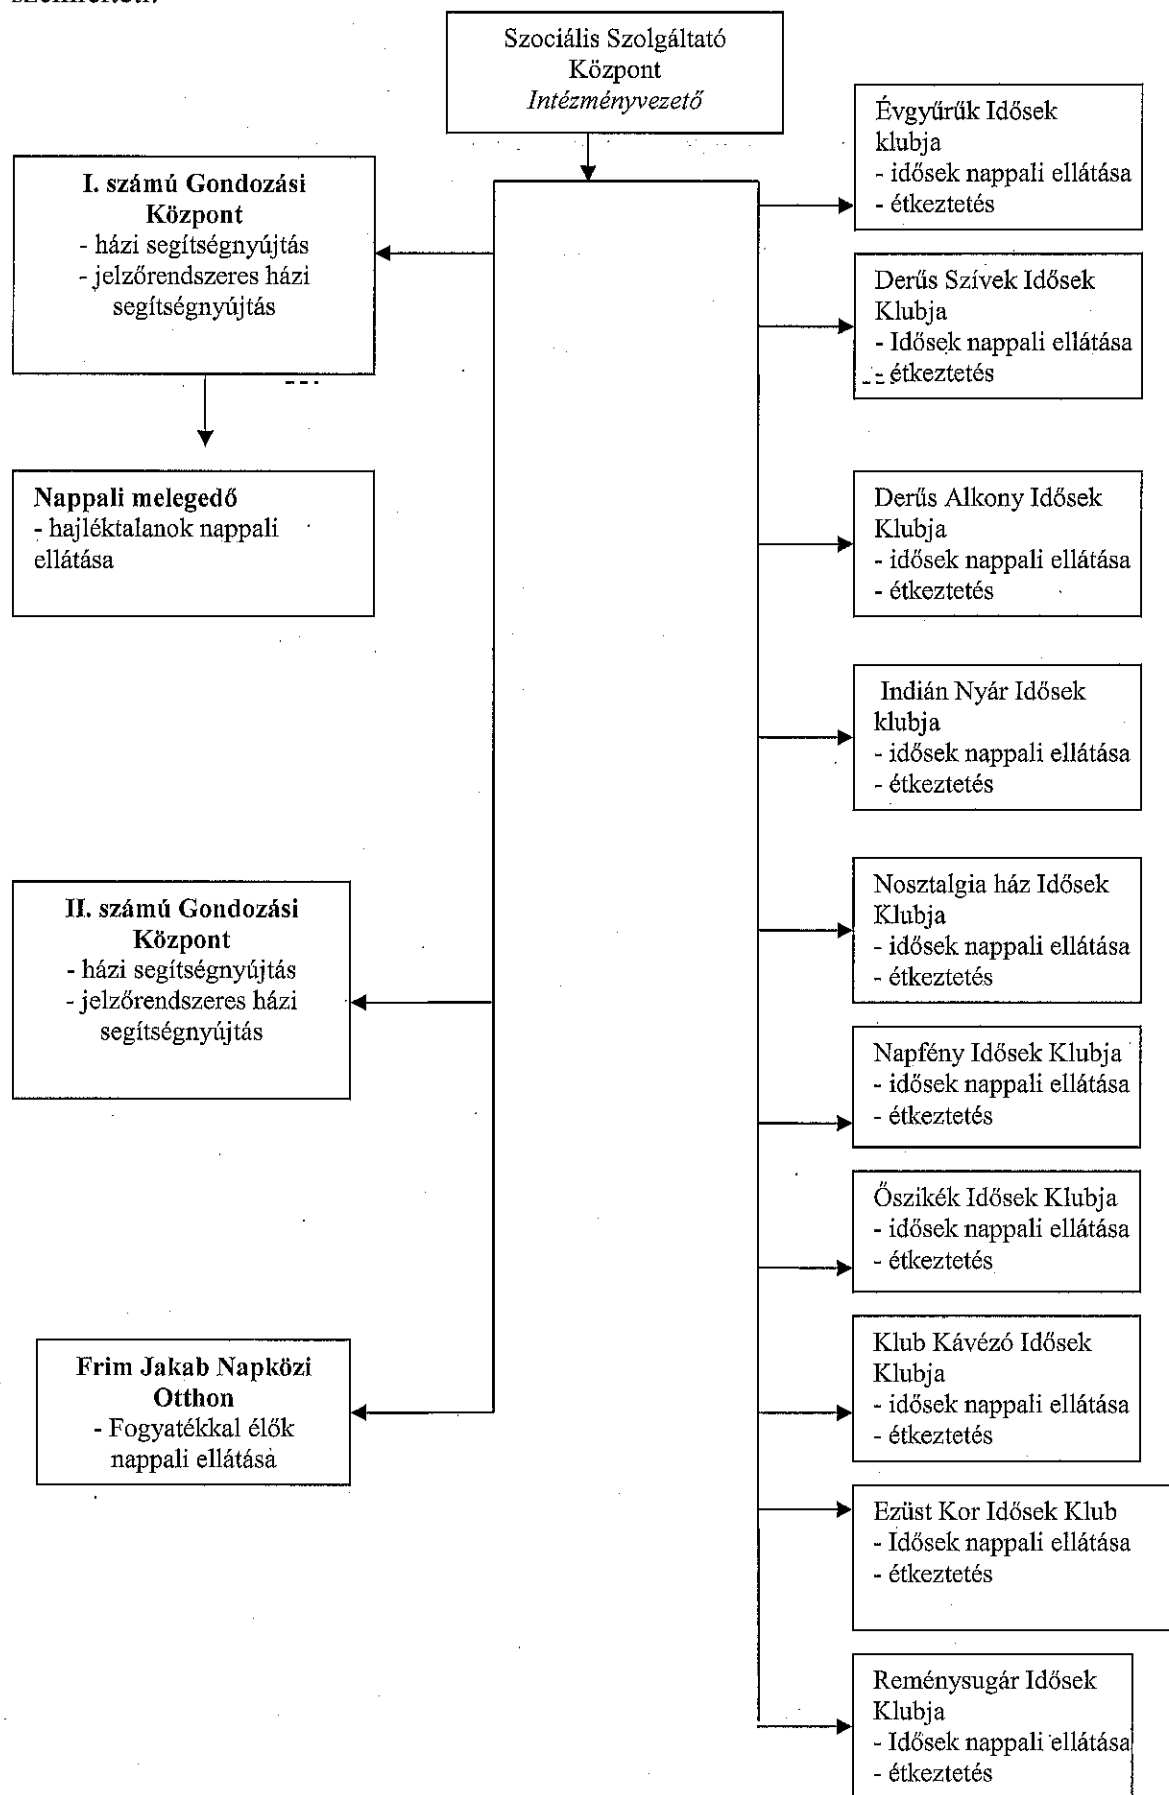 Szociális Szolgáltató
Központ
Intézményvezető
I. számú Gondozási
Központ
- házi segítségnyújtás
- jelzőrendszeres házi
segítségnyújtás
Nappali melegedő
- hajléktalanok nappali
ellátása
II. számú Gondozási
Központ
- házi segítségnyújtás
- jelzőrendszeres házi
segítségnyújtás
Frim Jakab Napközi
Otthon
- Fogyatékkal élők
nappali ellátása
Évgyűrűk Idősek
klubja
- idősek nappali ellátása
- étkeztetés
Derűs Szívek Idősek
Klubja
- Idősek nappali ellátása
- étkeztetés
Derűs Alkony Idősek
Klubja
- idősek nappali ellátása
- étkeztetés
Indián Nyár Idősek
klubja
- idősek nappali ellátása
- étkeztetés
Nosztalgia ház Idősek
Klubja
- idősek nappali ellátása
- étkeztetés
Napfény Idősek Klubja
- idősek nappali ellátása
- étkeztetés
Őszikék Idősek Klubja
- idősek nappali ellátása
- étkeztetés
Klub Kávézó Idősek
Klubja
- idősek nappali ellátása
- étkeztetés
Ezüst Kor Idősek Klub
- Idősek nappali ellátása
- étkeztetés
Reménysugár Idősek
Klubja
- Idősek nappali ellátása
- étkeztetés